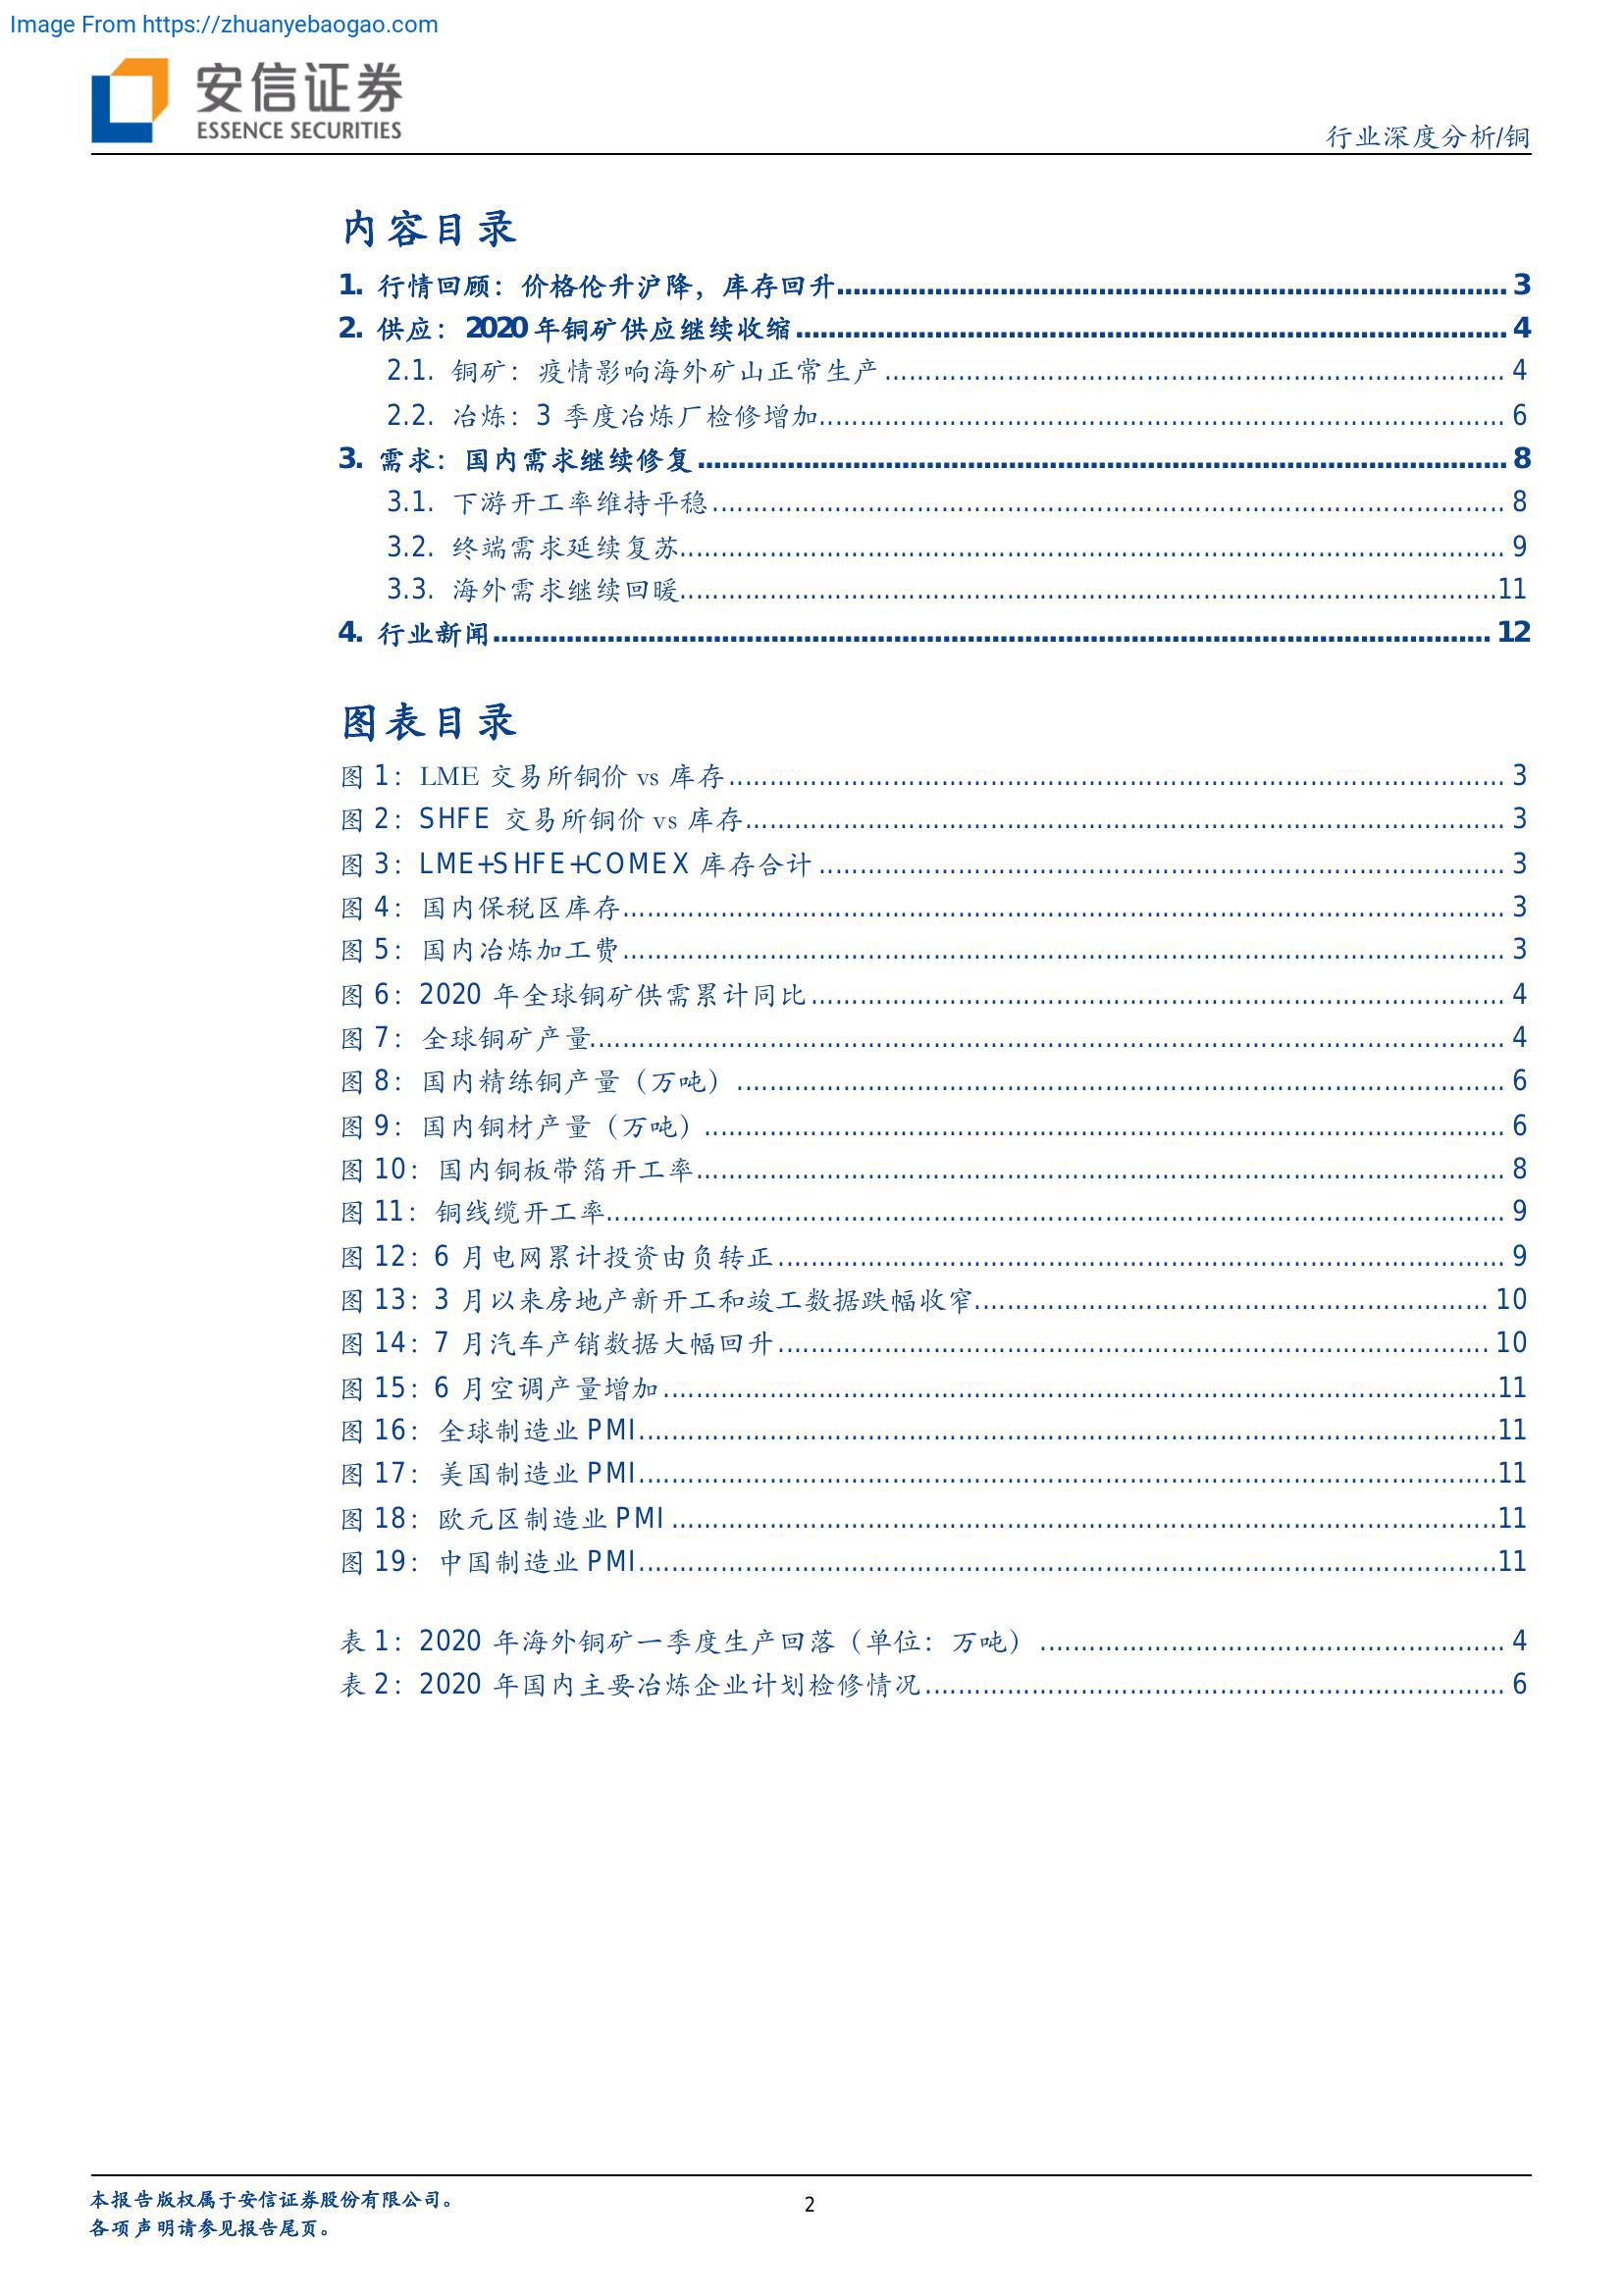 Image From https://zhuanyebaogao.com
安信证券
ESSENCE SECURITIES
行业深度分析/铜
内容目录
1. 行情回顾：价格伦升沪降，库存回升 3
2. 供应：2020 年铜矿供应继续收缩 4
2.1. 铜矿：疫情影响海外矿山正常生产 4
2.2. 冶炼：3 季度冶炼厂检修增加 6
3. 需求：国内需求继续修复 8
3.1. 下游开工率维持平稳 8
3.2. 终端需求延续复苏 9
3.3. 海外需求继续回暖 11
4. 行业新闻 12
图表目录
图 1：LME 交易所铜价 vs 库存 3
图 2：SHFE 交易所铜价 vs 库存 3
图 3：LME+SHFE+COMEX 库存合计 3
图 4：国内保税区库存 3
图 5：国内冶炼加工费 3
图 6：2020 年全球铜矿供需累计同比 4
图 7：全球铜矿产量 4
图 8：国内精练铜产量（万吨） 6
图 9：国内铜材产量（万吨） 6
图 10：国内铜板带箔开工率 8
图 11：铜线缆开工率 9
图 12：6 月电网累计投资由负转正 9
图 13：3 月以来房地产新开工和竣工数据跌幅收窄 10
图 14：7 月汽车产销数据大幅回升 10
图 15：6 月空调产量增加 11
图 16：全球制造业 PMI 11
图 17：美国制造业 PMI 11
图 18：欧元区制造业 PMI 11
图 19：中国制造业 PMI 11
表 1：2020 年海外铜矿一季度生产回落（单位：万吨） 4
表 2：2020 年国内主要冶炼企业计划检修情况 6
本报告版权属于安信证券股份有限公司。
各项声明请参见报告尾页。
2